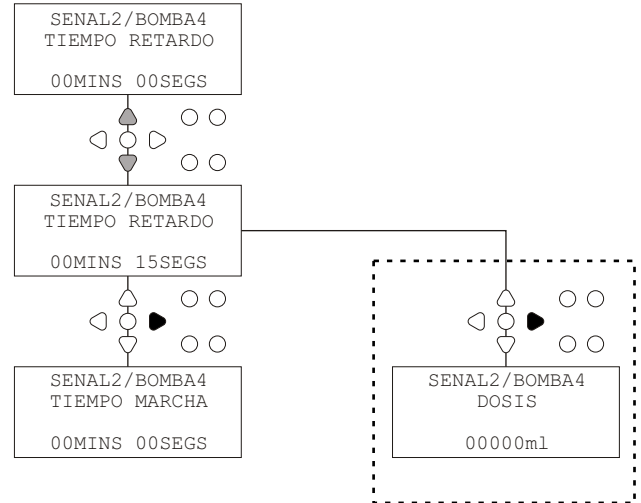 SENAL2/BOMBA4
TIEMPO RETARDO
00MINS 00SEGS
SENAL2/BOMBA4
TIEMPO RETARDO
00MINS 15SEGS
SENAL2/BOMBA4
TIEMPO MARCHA
00MINS 00SEGS
SENAL2/BOMBA4
DOSIS
00000ml